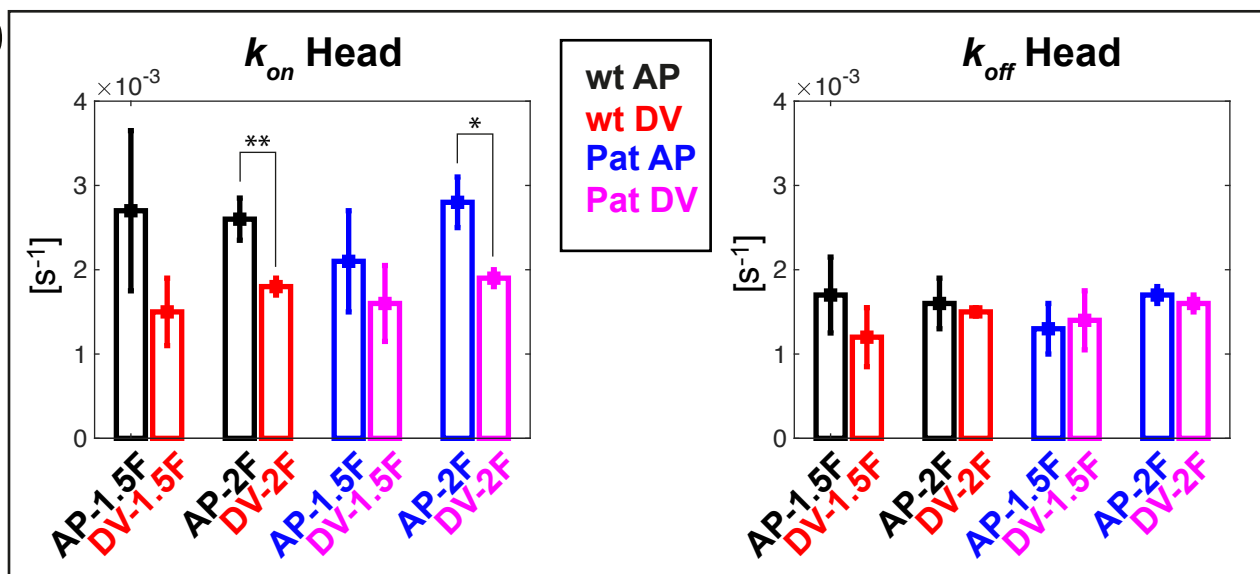 )
k_on Head
×10^-3
4
3
2
1
0
[s^-1]
**
*
AP-1.5F
DV-1.5F
AP-2F
DV-2F
AP-1.5F
DV-1.5F
AP-2F
DV-2F
wt AP
wt DV
Pat AP
Pat DV
k_off Head
×10^-3
4
3
2
1
0
[s^-1]
AP-1.5F
DV-1.5F
AP-2F
DV-2F
AP-1.5F
DV-1.5F
AP-2F
DV-2F